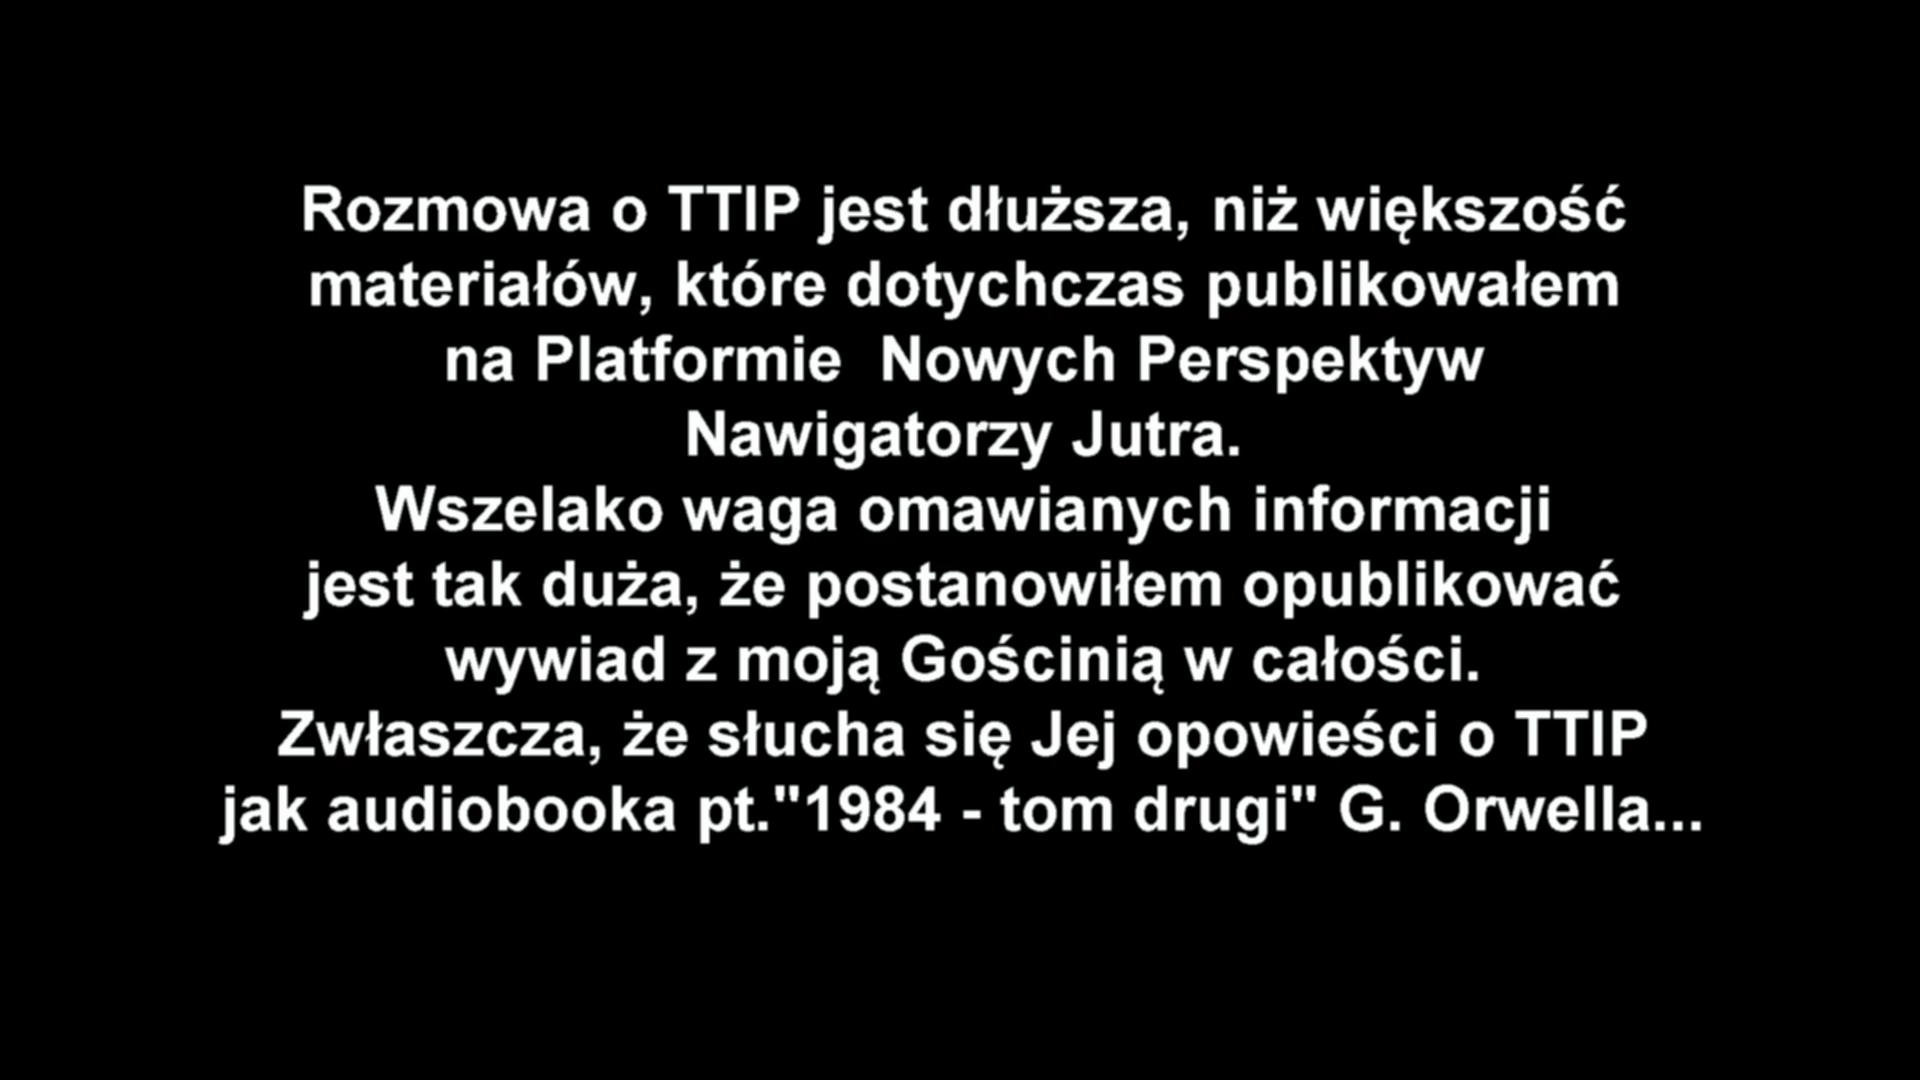 Rozmowa o TTIP jest dłuższa, niż większość
materiałów, które dotychczas publikowałem
na Platformie  Nowych Perspektyw
Nawigatorzy Jutra.
Wszelako waga omawianych informacji
jest tak duża, że postanowiłem opublikować
wywiad z moją Gościnią w całości.
Zwłaszcza, że słucha się Jej opowieści o TTIP
jak audiobooka pt."1984 - tom drugi" G. Orwella...